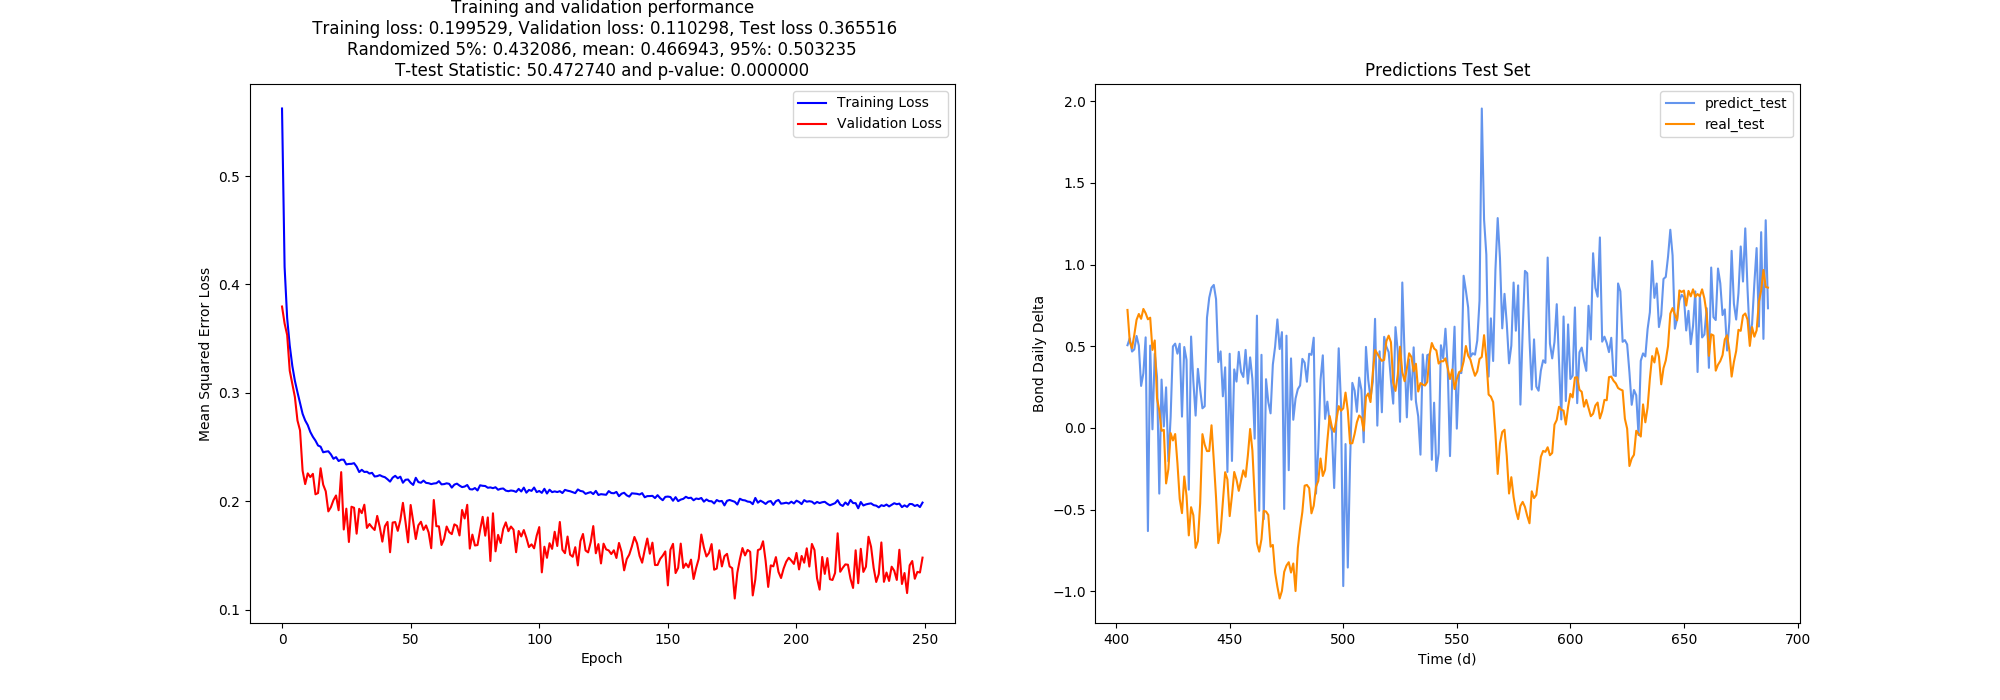 Training and validation performance
Training loss: 0.199529, Validation loss: 0.110298, Test loss 0.365516
Randomized 5%: 0.432086, mean: 0.466943, 95%: 0.503235
T-test Statistic: 50.472740 and p-value: 0.000000
Training Loss
Validation Loss
0.5
0.4
0.3
0.2
0.1
Mean Squared Error Loss
0
50
100
150
200
250
Epoch
Predictions Test Set
predict_test
real_test
2.0
1.5
1.0
0.5
0.0
−0.5
−1.0
Bond Daily Delta
400
450
500
550
600
650
700
Time (d)